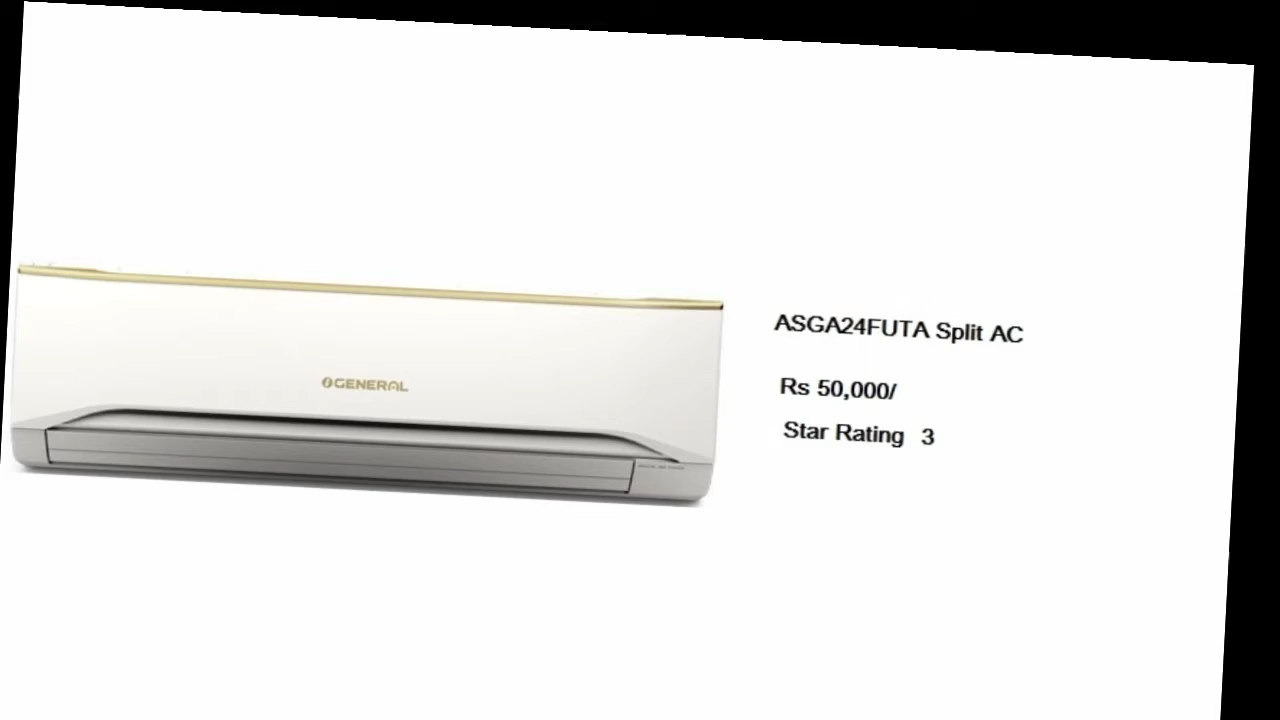 GENERAL
ASGA24FUTA Split AC
Rs 50,000/
Star Rating 3